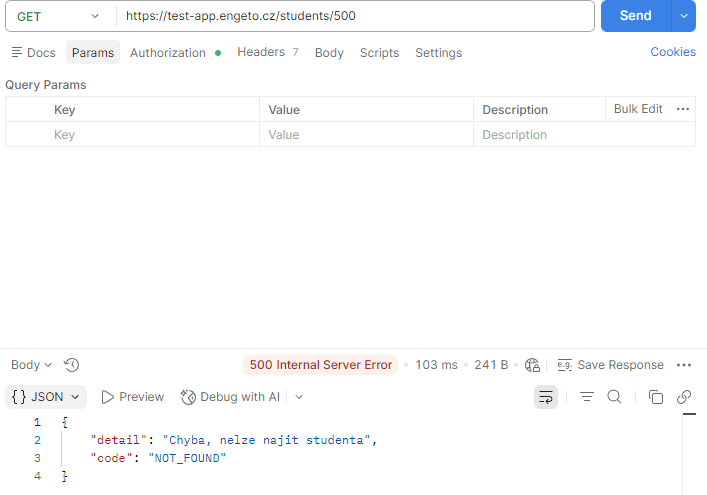 GET https://test-app.engeto.cz/students/500 Send
Docs Params Authorization Headers 7 Body Scripts Settings Cookies
Query Params
Key Value Description Bulk Edit
Key Value Description
Body 500 Internal Server Error 103 ms 241 B e.g. Save Response
{} JSON Preview Debug with AI
1 {
2 "detail": "Chyba, nelze najit studenta",
3 "code": "NOT_FOUND"
4 }